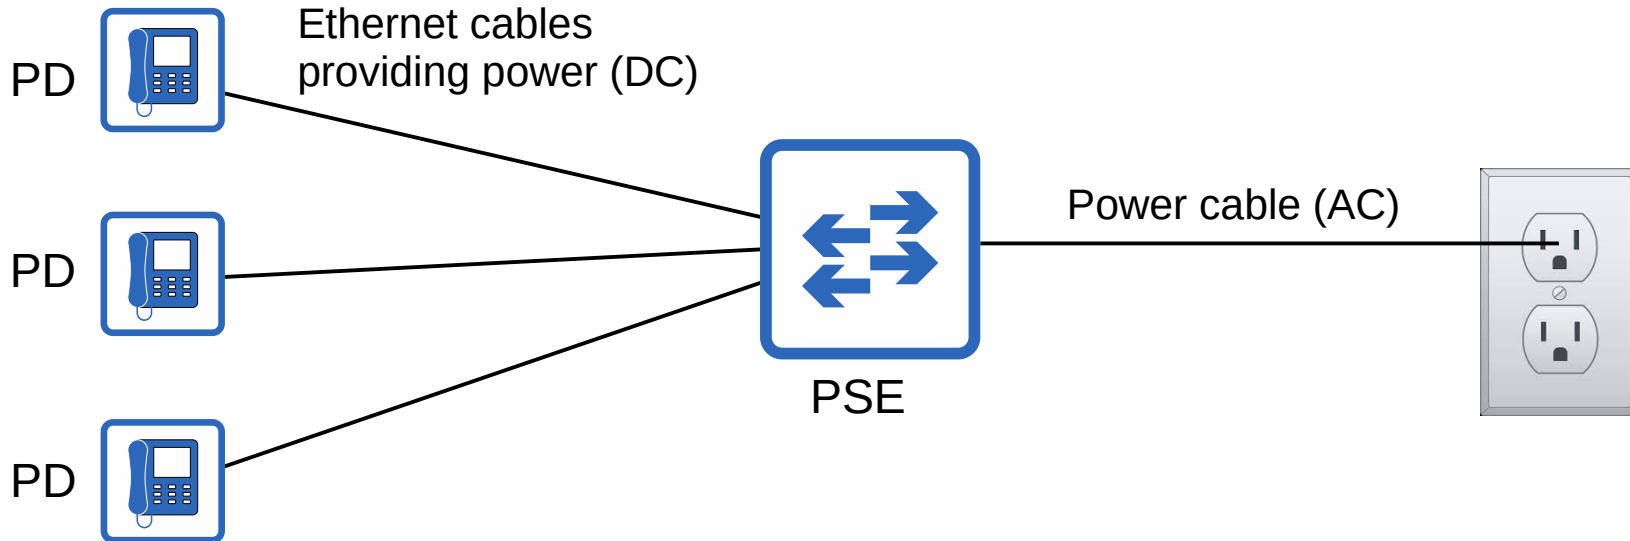 Ethernet cables
providing power (DC)
PD
Power cable (AC)
PD
PSE
PD